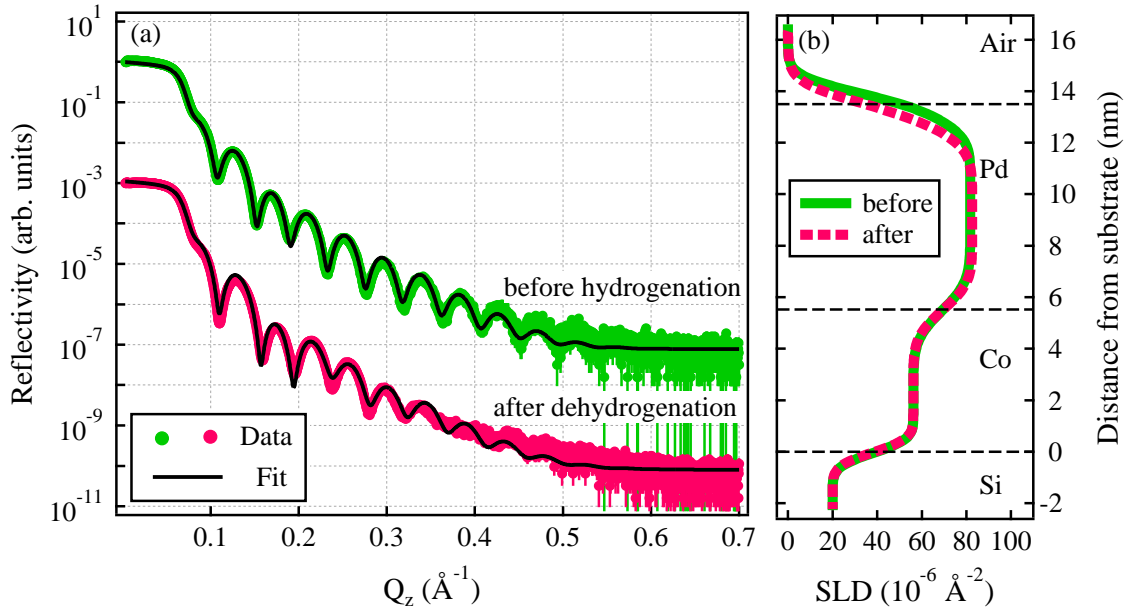 (a)
Reflectivity (arb. units)
10^1
10^-1
10^-3
10^-5
10^-7
10^-9
10^-11
before hydrogenation
after dehydrogenation
Data
Fit
0.1 0.2 0.3 0.4 0.5 0.6 0.7
Q_z (Å^-1)
(b)
Air
Pd
before
after
Co
Si
16
14
12
10
8
6
4
2
0
-2
Distance from substrate (nm)
0 20 40 60 80 100
SLD (10^-6 Å^-2)